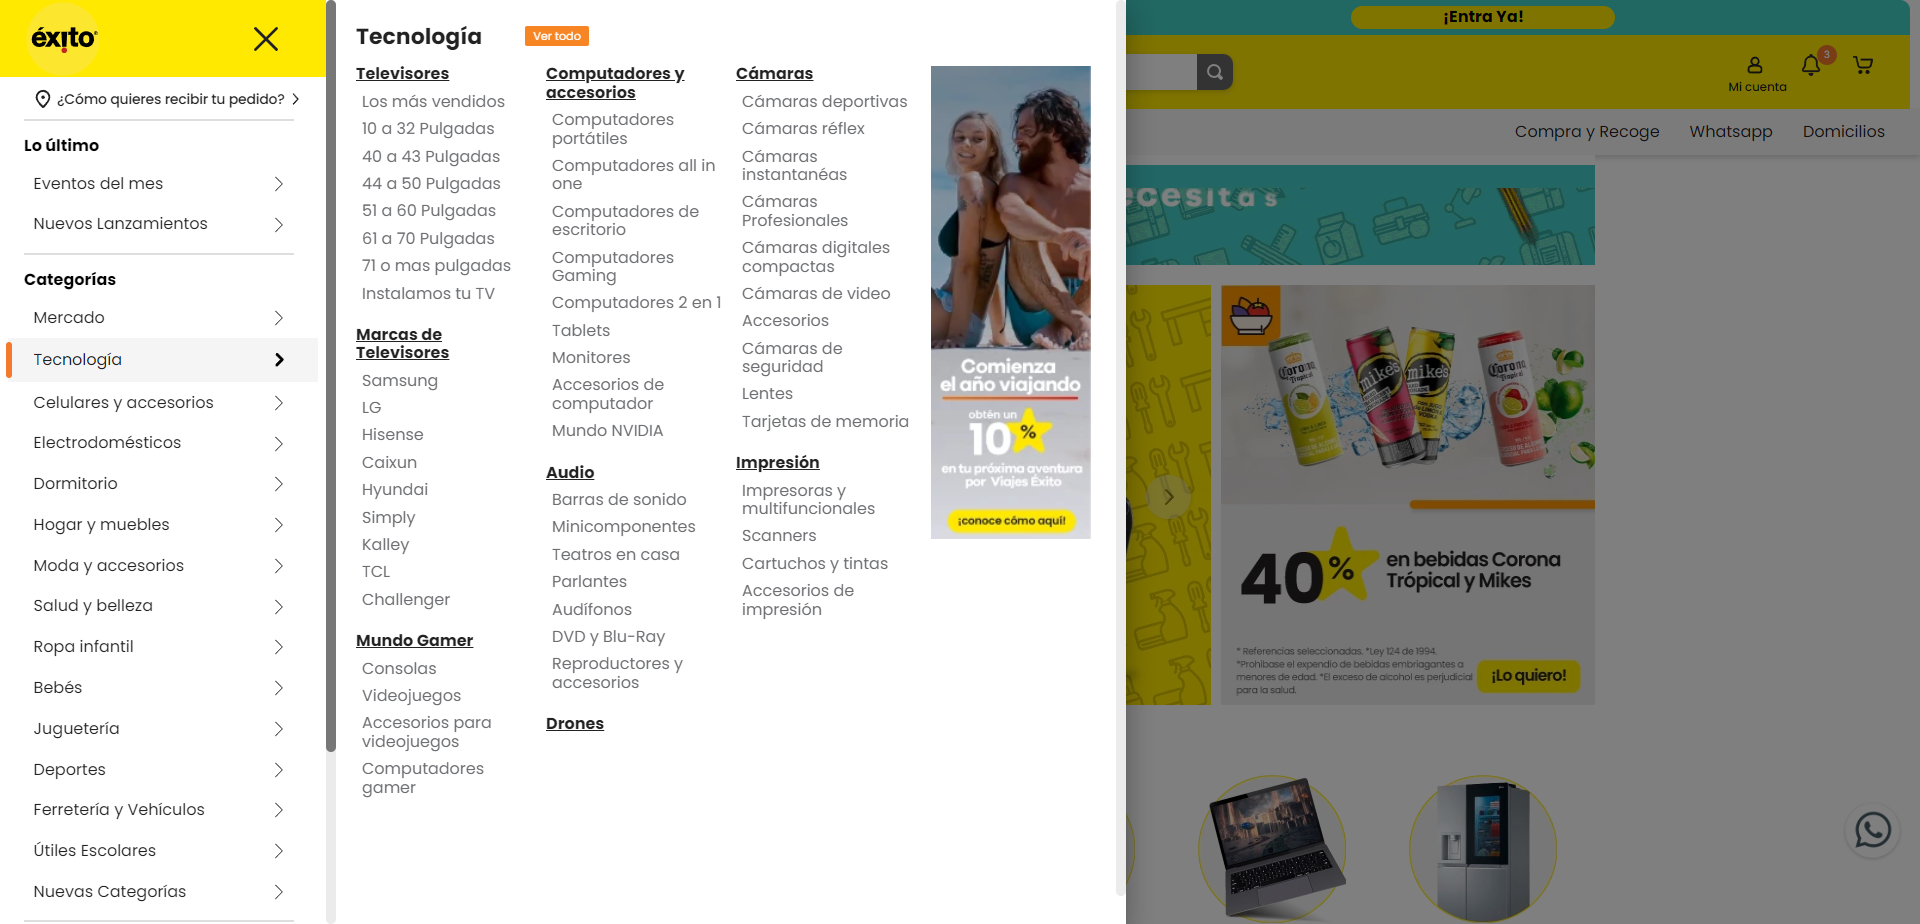 éxito
¿Cómo quieres recibir tu pedido?
Lo último
Eventos del mes
Nuevos Lanzamientos
Categorías
Mercado
Tecnología
Celulares y accesorios
Electrodomésticos
Dormitorio
Hogar y muebles
Moda y accesorios
Salud y belleza
Ropa infantil
Bebés
Juguetería
Deportes
Ferretería y Vehículos
Útiles Escolares
Nuevas Categorías
Tecnología
Ver todo
Televisores
Los más vendidos
10 a 32 Pulgadas
40 a 43 Pulgadas
44 a 50 Pulgadas
51 a 60 Pulgadas
61 a 70 Pulgadas
71 o mas pulgadas
Instalamos tu TV
Marcas de
Televisores
Samsung
LG
Hisense
Caixun
Hyundai
Simply
Kalley
TCL
Challenger
Mundo Gamer
Consolas
Videojuegos
Accesorios para
videojuegos
Computadores
gamer
Computadores y
accesorios
Computadores
portátiles
Computadores all in
one
Computadores de
escritorio
Computadores
Gaming
Computadores 2 en 1
Tablets
Monitores
Accesorios de
computador
Mundo NVIDIA
Audio
Barras de sonido
Minicomponentes
Teatros en casa
Parlantes
Audífonos
DVD y Blu-Ray
Reproductores y
accesorios
Drones
Cámaras
Cámaras deportivas
Cámaras réflex
Cámaras
instantanéas
Cámaras
Profesionales
Cámaras digitales
compactas
Cámaras de video
Accesorios
Cámaras de
seguridad
Lentes
Tarjetas de memoria
Impresión
Impresoras y
multifuncionales
Scanners
Cartuchos y tintas
Accesorios de
impresión
Comienza
el año viajando
obtén un
10%
en tu próxima aventura
por Viajes Éxito
¡conoce cómo aquí!
¡Entra Ya!
3
Mi cuenta
Compra y Recoge
Whatsapp
Domicilios
ecesitas
Corona
Tropical
mike's
mike's
Corona
Tropical
40%
en bebidas Corona
Trópical y Mikes
* Referencias seleccionadas. *Ley 124 de 1994.
*Prohíbase el expendio de bebidas embriagantes a
menores de edad. *El exceso de alcohol es perjudicial
para la salud.
¡Lo quiero!